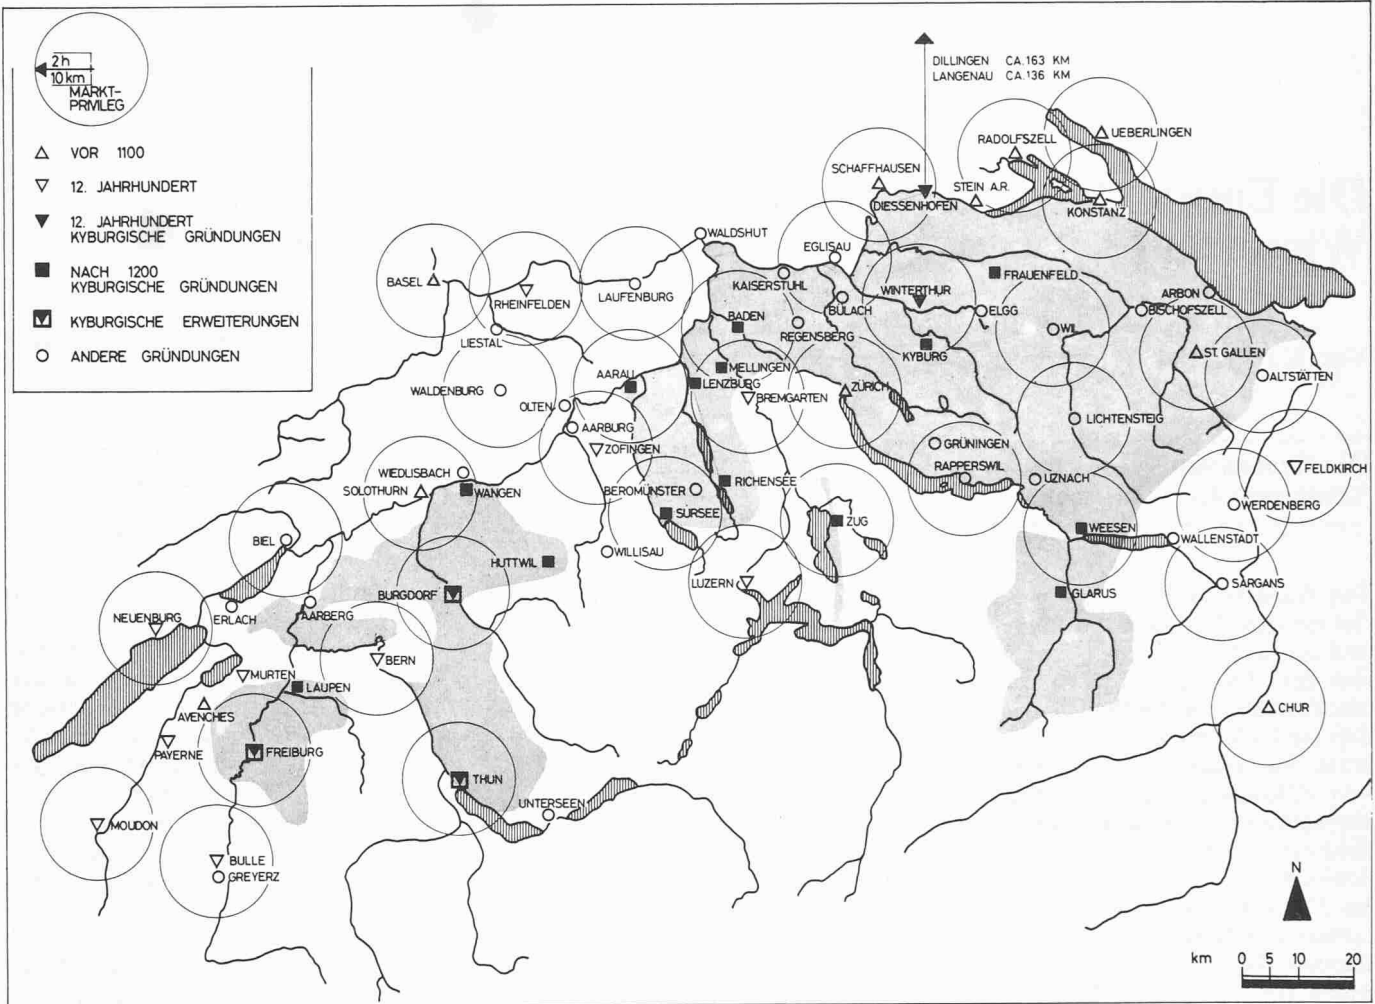 2 h
10 km
MARKT-
PRIVILEG
VOR 1100
12. JAHRHUNDERT
12. JAHRHUNDERT
KYBURGISCHE GRÜNDUNGEN
NACH 1200
KYBURGISCHE GRÜNDUNGEN
KYBURGISCHE ERWEITERUNGEN
ANDERE GRÜNDUNGEN
DILLINGEN CA. 163 KM
LANGENAU CA. 136 KM
UEBERLINGEN
RADOLFSZELL
SCHAFFHAUSEN
STEIN A.R.
DIESSENHOFEN
KONSTANZ
WALDSHUT
EGLISAU
BASEL
RHEINFELDEN
LAUFENBURG
KAISERSTUHL
WINTERTHUR
FRAUENFELD
ARBON
BISCHOFSZELL
BÜLACH
ELGG
BADEN
REGENSBERG
WIL
LIESTAL
KYBURG
ST. GALLEN
MELLINGEN
AARAU
LENZBURG
ZÜRICH
ALTSTÄTTEN
WALDENBURG
BREMGARTEN
OLTEN
LICHTENSTEIG
AARBURG
ZOFINGEN
GRÜNINGEN
RAPPERSWIL
FELDKIRCH
WIEDLISBACH
SOLOTHURN
WANGEN
BEROMÜNSTER
RICHENSEE
UZNACH
WERDENBERG
SÜRSEE
ZUG
WEESEN
WALLENSTADT
BIEL
WILLISAU
HUTTWIL
LUZERN
SARGANS
BURGDORF
GLARUS
NEUENBURG
ERLACH
AARBERG
BERN
MURTEN
LAUPEN
AVENCHES
CHUR
PAYERNE
FREIBURG
THUN
UNTERSEEN
MOUDON
BULLE
GREYERZ
N
km 0 5 10 20